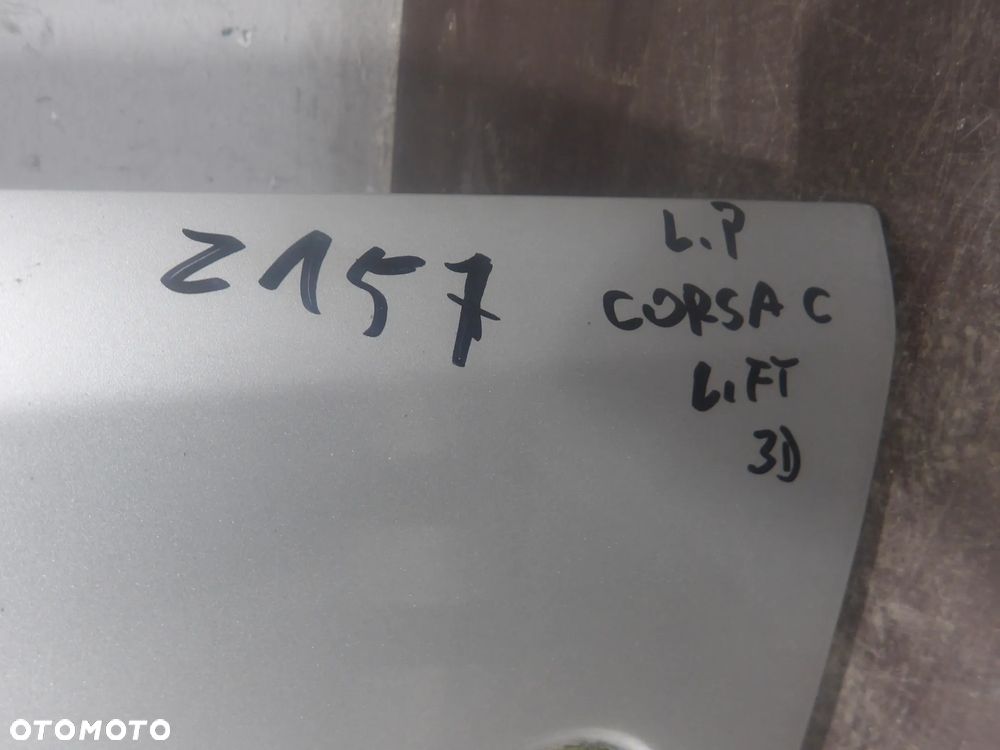 Z157
L.P
CORSA C
LIFT
3D
OTOMOTO